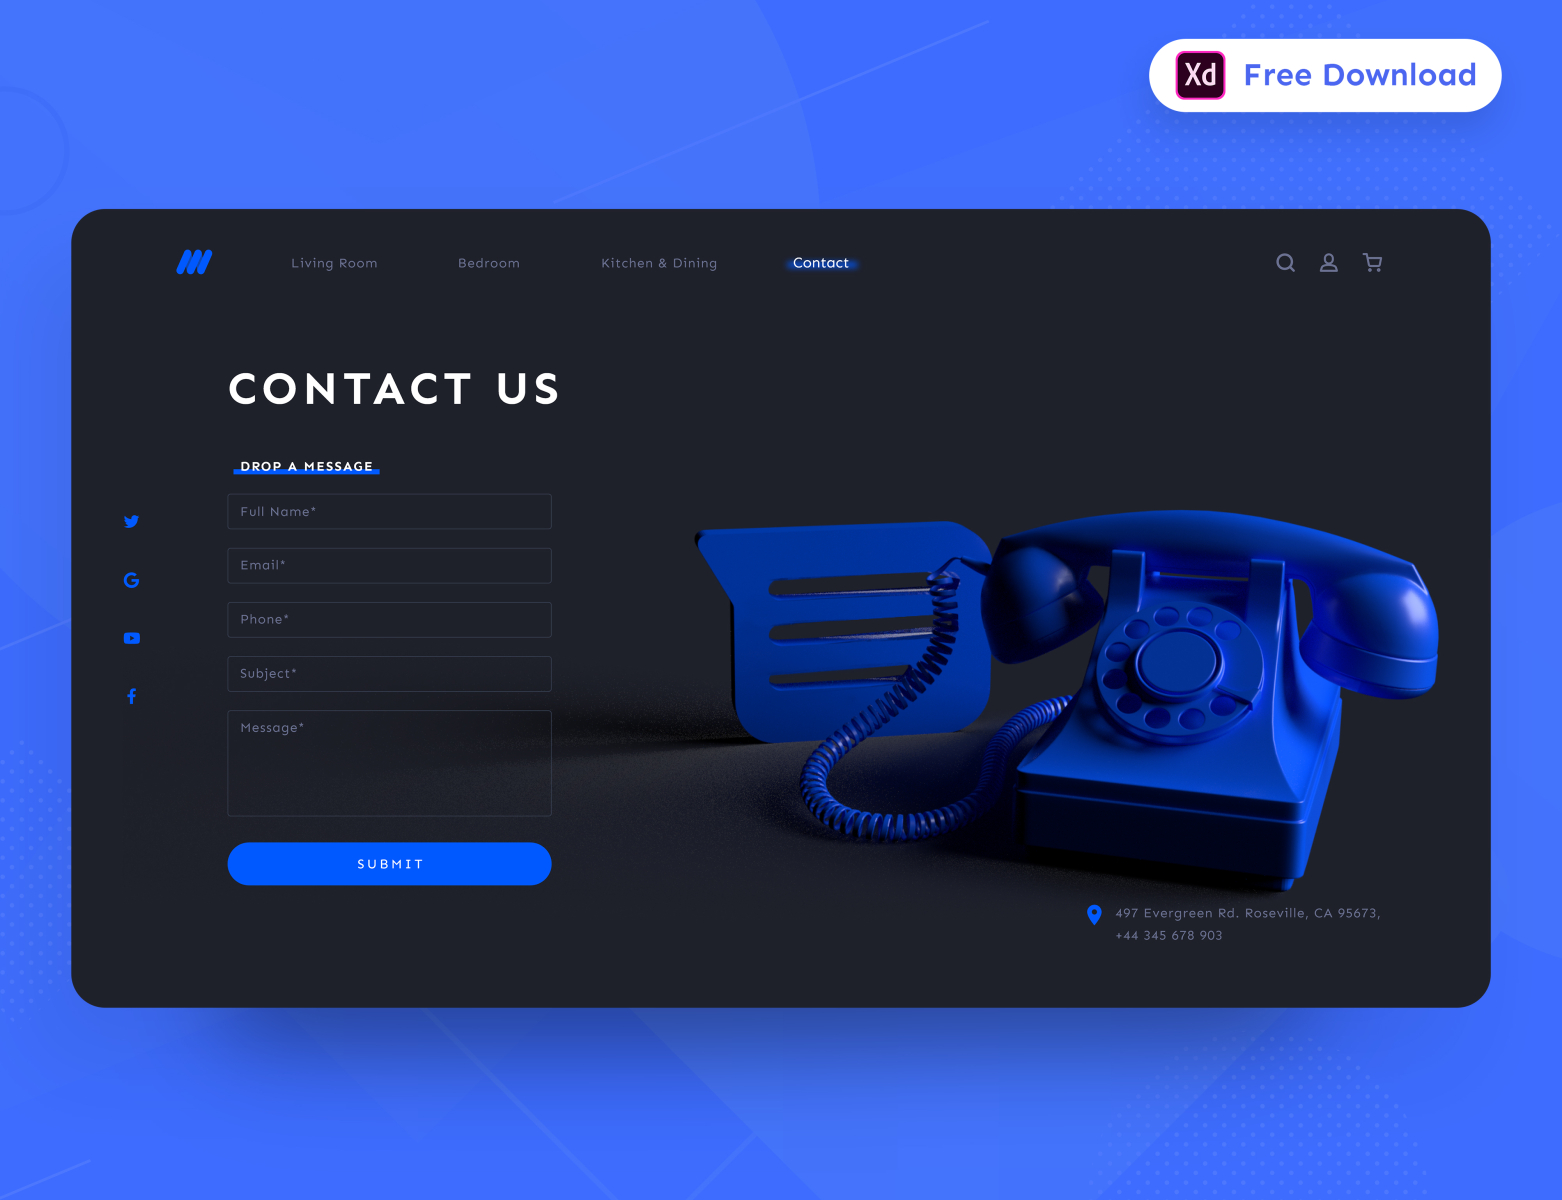 Xd Free Download
Living Room Bedroom Kitchen & Dining Contact
CONTACT US
DROP A MESSAGE
Full Name*
Email*
Phone*
Subject*
Message*
SUBMIT
497 Evergreen Rd. Roseville, CA 95673,
+44 345 678 903